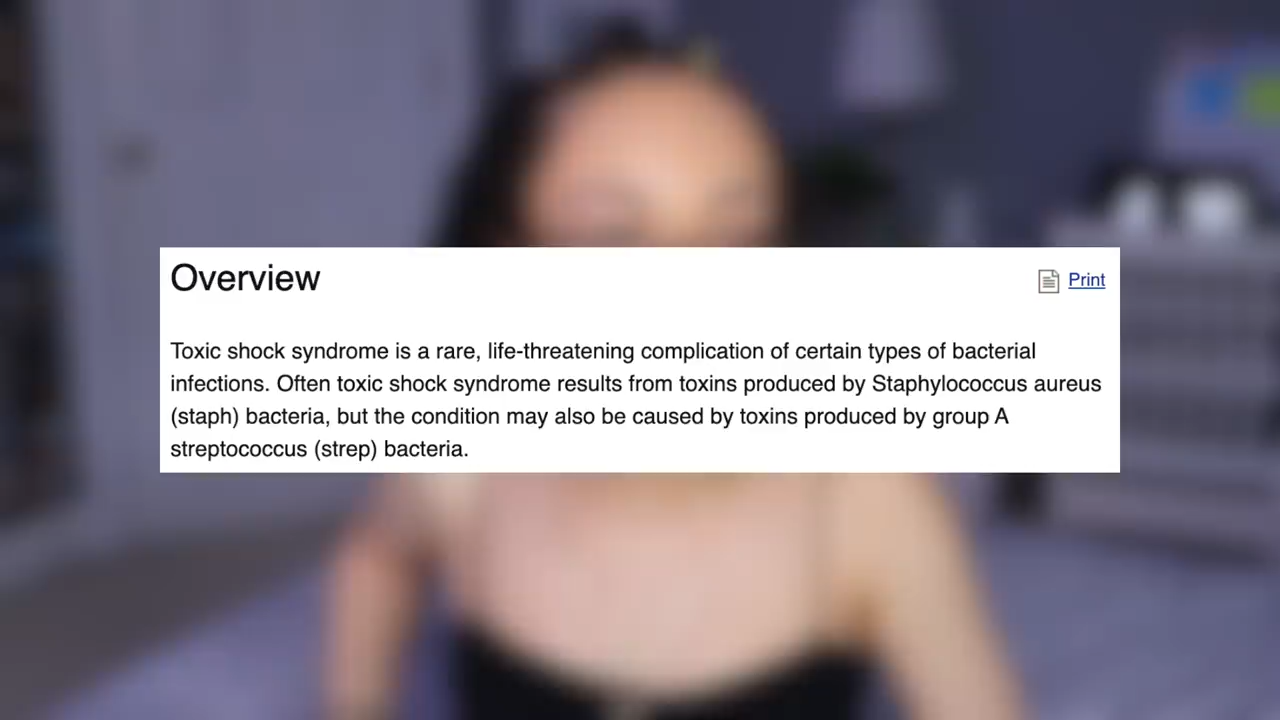 Overview
Print
Toxic shock syndrome is a rare, life-threatening complication of certain types of bacterial
infections. Often toxic shock syndrome results from toxins produced by Staphylococcus aureus
(staph) bacteria, but the condition may also be caused by toxins produced by group A
streptococcus (strep) bacteria.